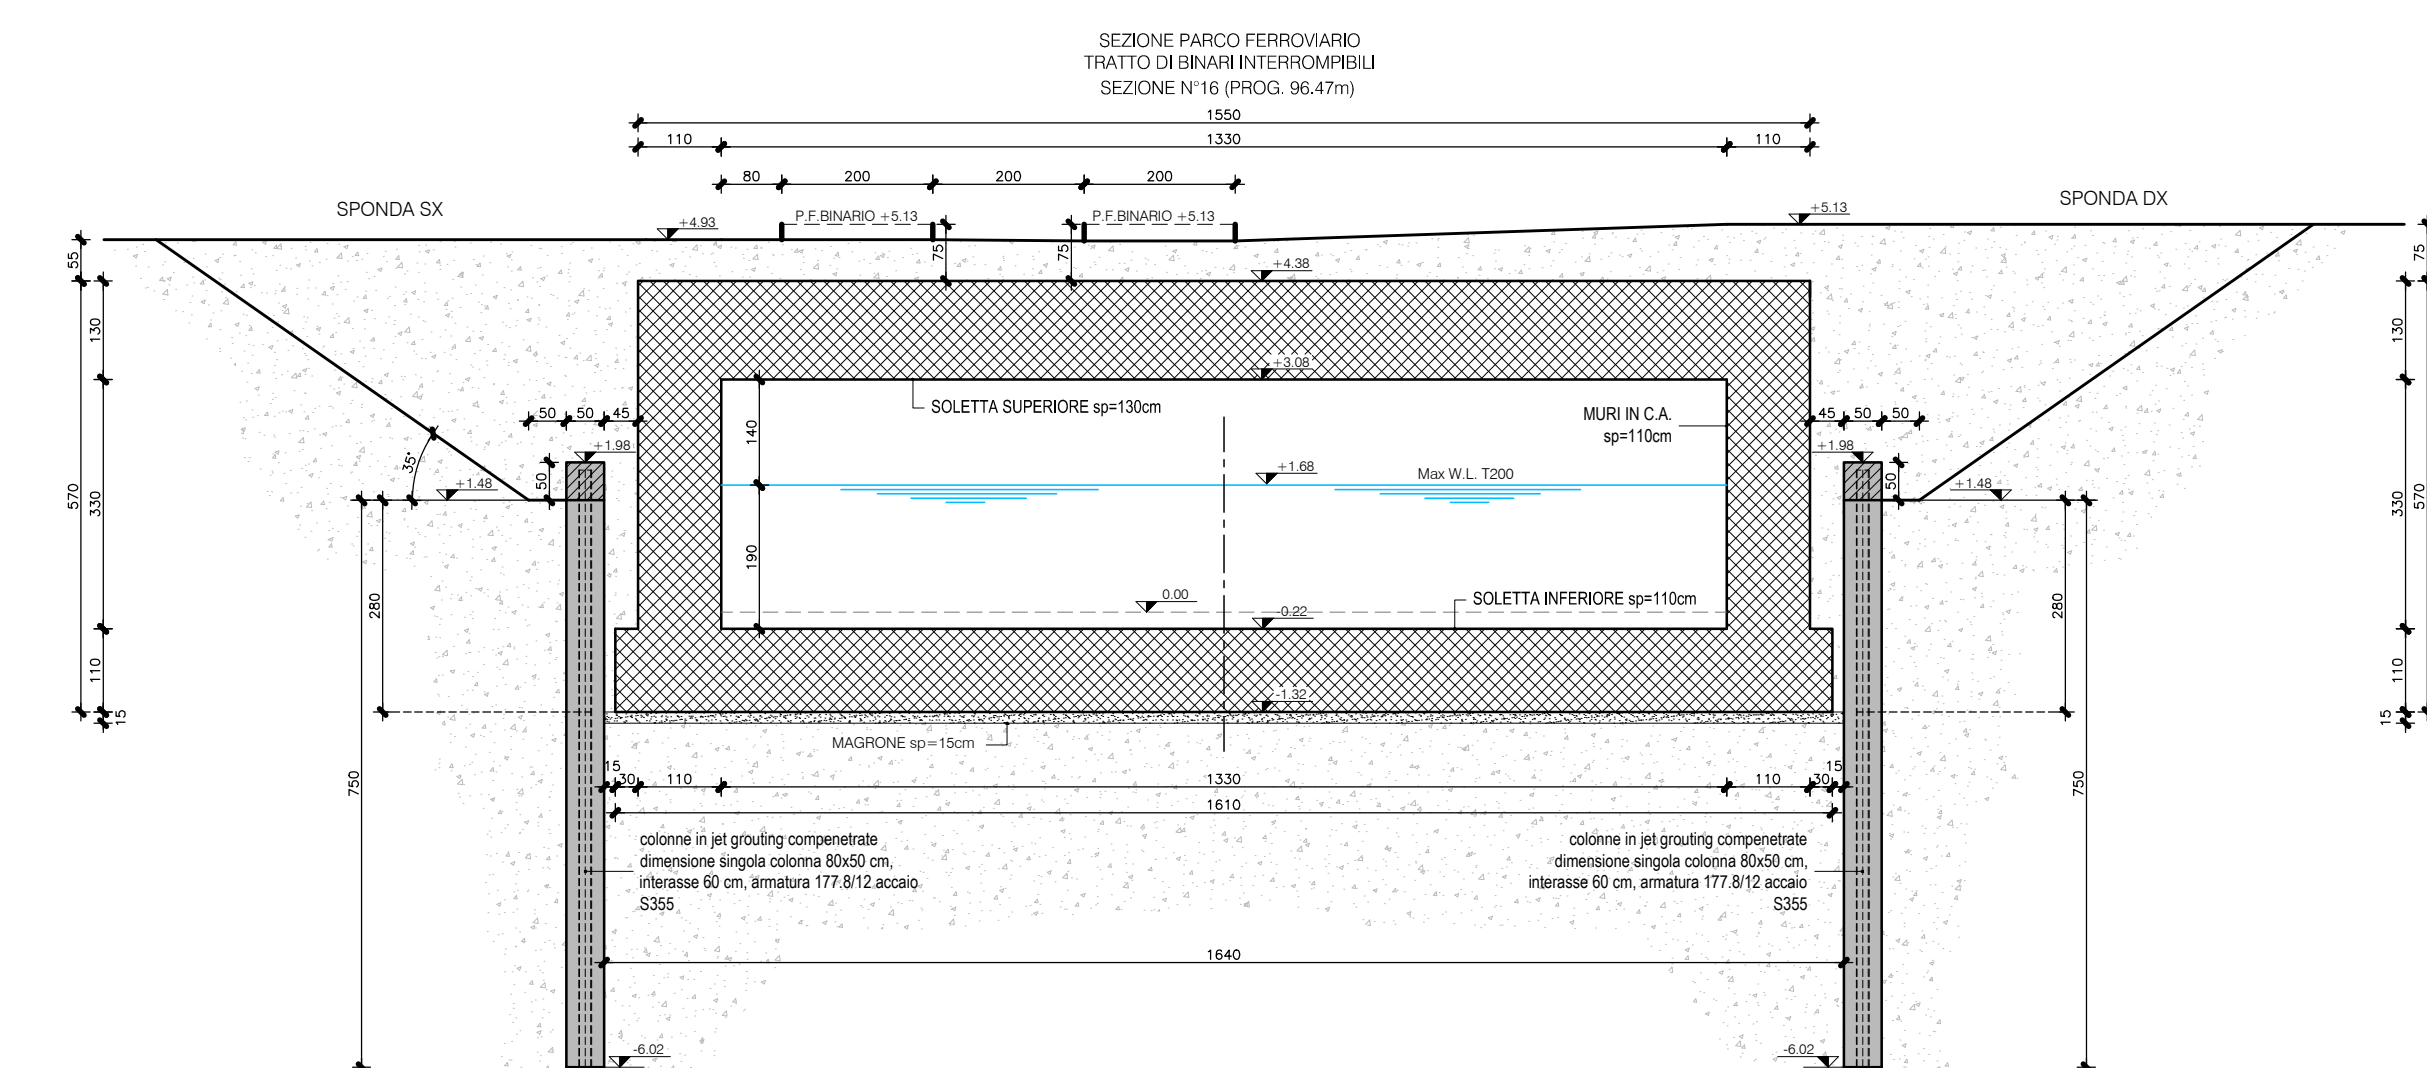 SEZIONE PARCO FERROVIARIO
TRATTO DI BINARI INTERROMPIBILI
SEZIONE N°16 (PROG. 96.47m)
1550
110 1330 110
80 200 200 200
SPONDA SX
SPONDA DX
+4.93
P.F.BINARIO +5.13
P.F.BINARIO +5.13
+5.13
55
75
75
75
+4.38
130
130
+3.08
SOLETTA SUPERIORE sp=130cm
MURI IN C.A.
sp=110cm
50 50 45
45 50 50
140
35°
+1.98
+1.98
+1.68
Max W.L. T200
50
50
+1.48
+1.48
570
330
330
570
190
280
280
0.00
-0.22
SOLETTA INFERIORE sp=110cm
110
110
-1.32
15
15
MAGRONE sp=15cm
15
30 110 1330 110 30
15
750
750
1610
colonne in jet grouting compenetrate
dimensione singola colonna 80x50 cm,
interasse 60 cm, armatura 177.8/12 accaio
S355
colonne in jet grouting compenetrate
dimensione singola colonna 80x50 cm,
interasse 60 cm, armatura 177.8/12 accaio
S355
1640
-6.02
-6.02